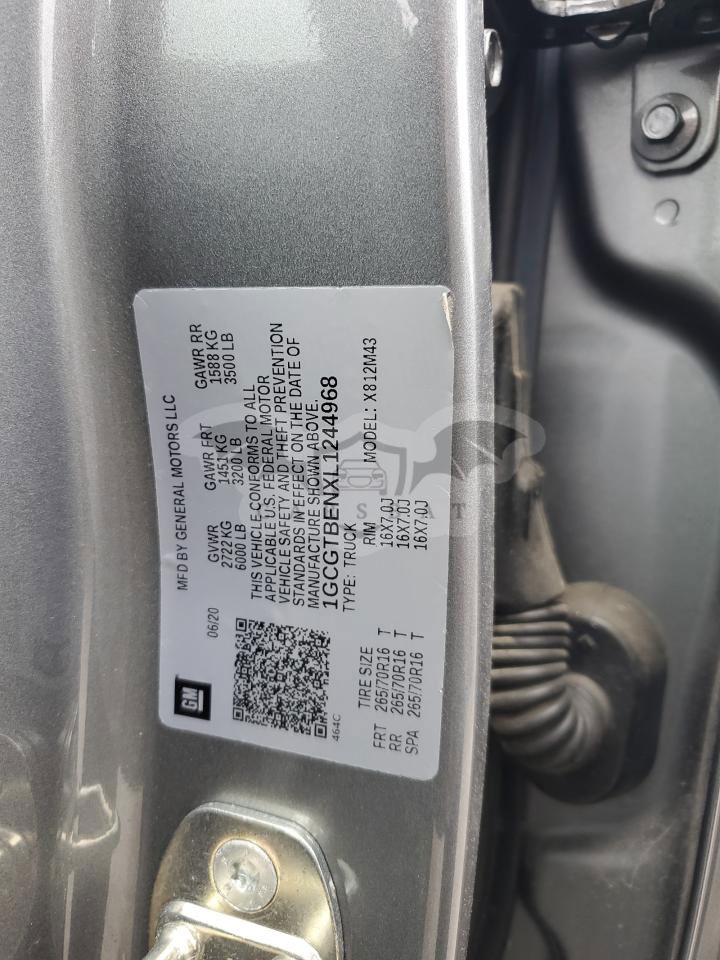 GM
MFD BY GENERAL MOTORS LLC
06/20
GVWR GAWR FRT GAWR RR
2722 KG 1451 KG 1588 KG
6000 LB 3200 LB 3500 LB
THIS VEHICLE CONFORMS TO ALL
APPLICABLE U.S. FEDERAL MOTOR
VEHICLE SAFETY AND THEFT PREVENTION
STANDARDS IN EFFECT ON THE DATE OF
MANUFACTURE SHOWN ABOVE.
1GCGTBENXL1244968
TYPE: TRUCK MODEL: X812M43
464C
TIRE SIZE RIM
FRT 265/70R16 T 16X7.0J
RR 265/70R16 T 16X7.0J
SPA 265/70R16 T 16X7.0J